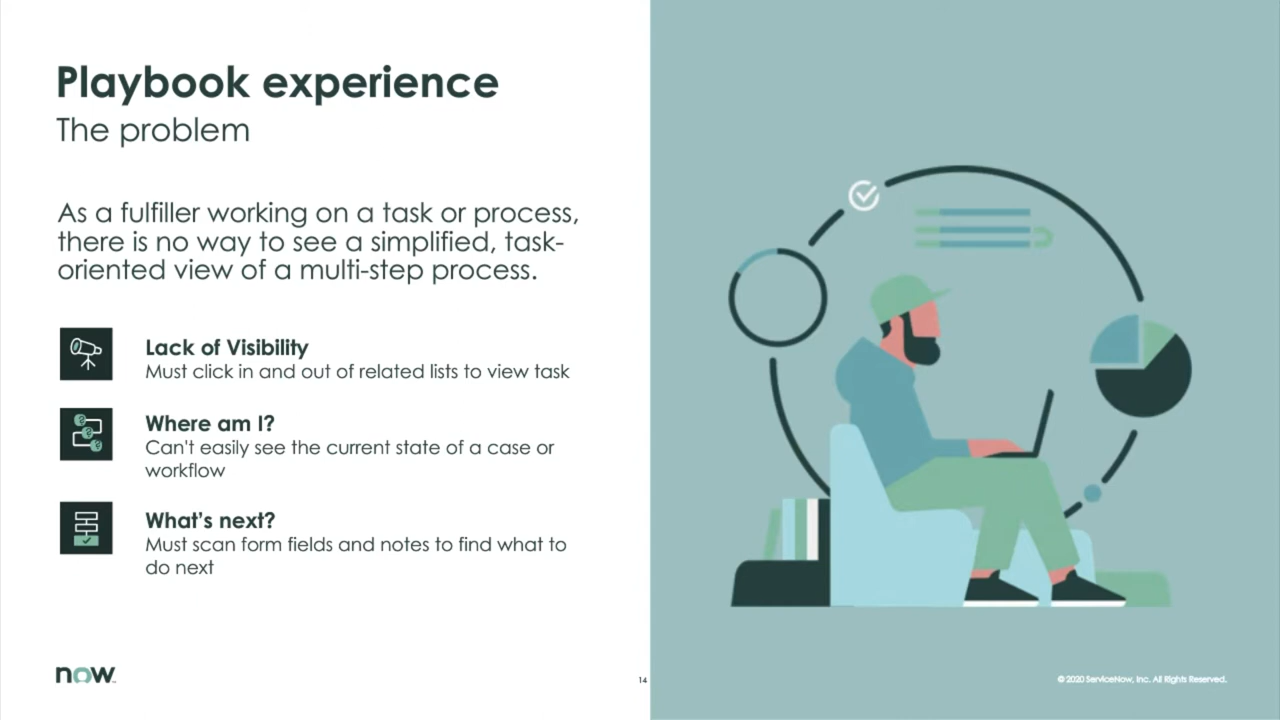 Playbook experience
The problem
As a fulfiller working on a task or process,
there is no way to see a simplified, task-
oriented view of a multi-step process.
Lack of Visibility
Must click in and out of related lists to view task
Where am I?
Can't easily see the current state of a case or
workflow
What’s next?
Must scan form fields and notes to find what to
do next
now
14
© 2020 ServiceNow, Inc. All Rights Reserved.